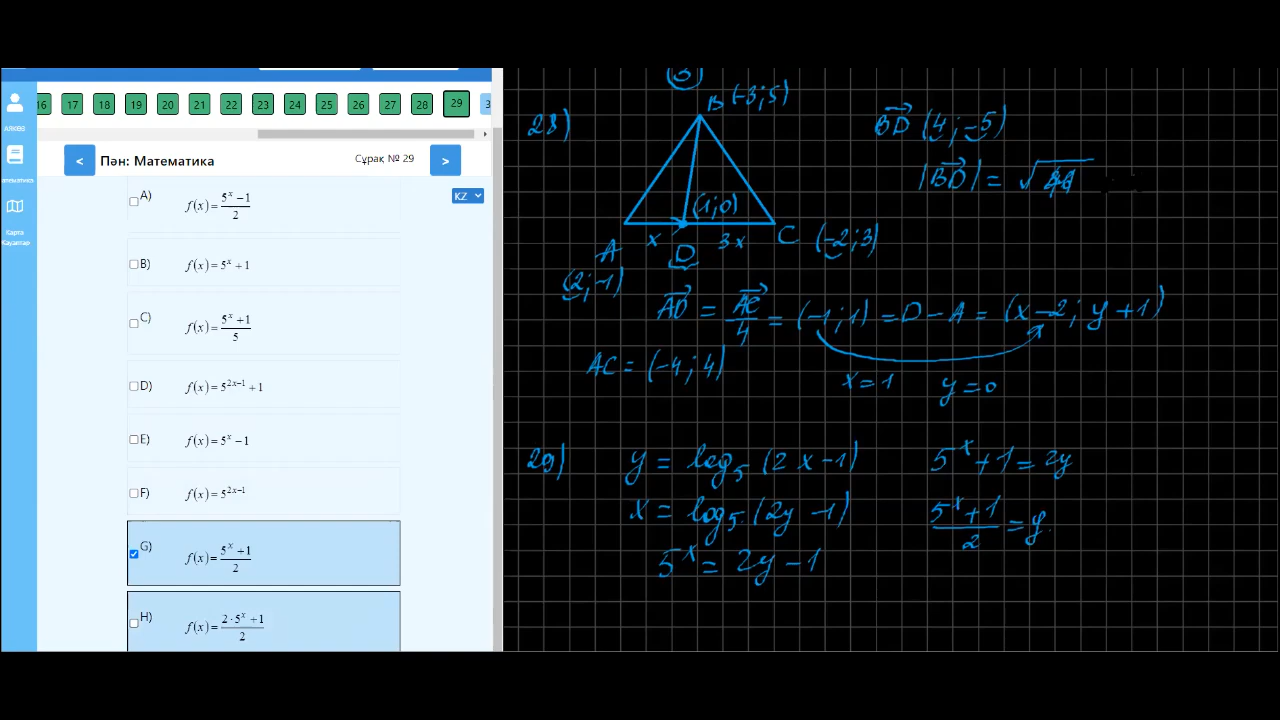 16 17 18 19 20 21 22 23 24 25 26 27 28 29 3
< Пән: Математика Сұрақ № 29 >
KZ
A) f(x) = (5^x − 1)/2
B) f(x) = 5^x + 1
C) f(x) = (5^x + 1)/5
D) f(x) = 5^(2x−1) + 1
E) f(x) = 5^x − 1
F) f(x) = 5^(2x−1)
G) f(x) = (5^x + 1)/2
H) f(x) = (2·5^x + 1)/2
Карта
28)
B (-3;5)
(1;0)
A x D 3x C (-2;3)
(2;-1)
AD→ = AC→/4 = (-1;1) = D - A = (x-2; y+1)
AC = (-4; 4)
x = 1 y = 0
BD→ (4; -5)
|BD→| = √41
29) y = log₅ (2x-1)
x = log₅ (2y-1)
5^x = 2y - 1
5^x + 1 = 2y
(5^x + 1)/2 = y